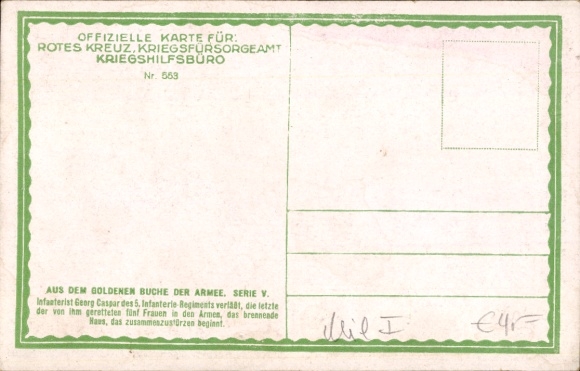 OFFIZIELLE KARTE FÜR:
ROTES KREUZ, KRIEGSFÜRSORGEAMT
KRIEGSHILFSBÜRO
Nr. 553
AUS DEM GOLDENEN BUCHE DER ARMEE, SERIE V.
Infanterist Georg Caspar des 5. Infanterie-Regiments verläßt, die letzte
der von ihm geretteten fünf Frauen in den Armen, das brennende
Haus, das zusammenzustürzen beginnt.
I €4,-